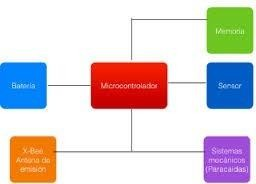 Memoria
Batería
Microcontrolador
Sensor
X-Bee
Antena de
emisión
Sistemas
mecánicos
(Paracaídas)